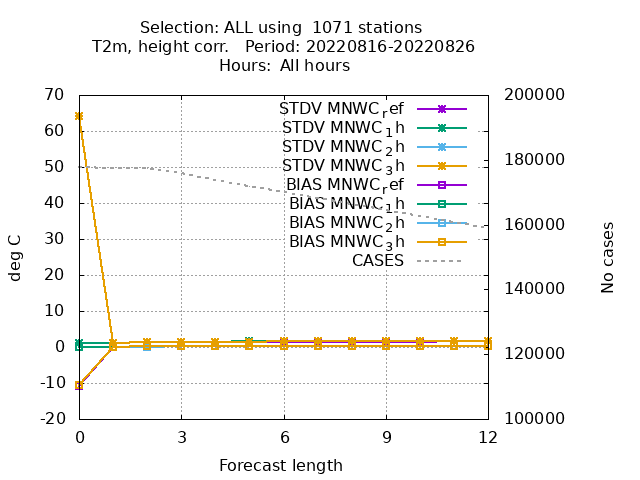 Selection: ALL using  1071 stations
T2m, height corr.   Period: 20220816-20220826
Hours:  All hours
70
60
50
40
30
20
10
0
-10
-20
deg C
200000
180000
160000
140000
120000
100000
No cases
STDV MNWC_ref
STDV MNWC_1h
STDV MNWC_2h
STDV MNWC_3h
BIAS MNWC_ref
BIAS MNWC_1h
BIAS MNWC_2h
BIAS MNWC_3h
CASES
0 3 6 9 12
Forecast length